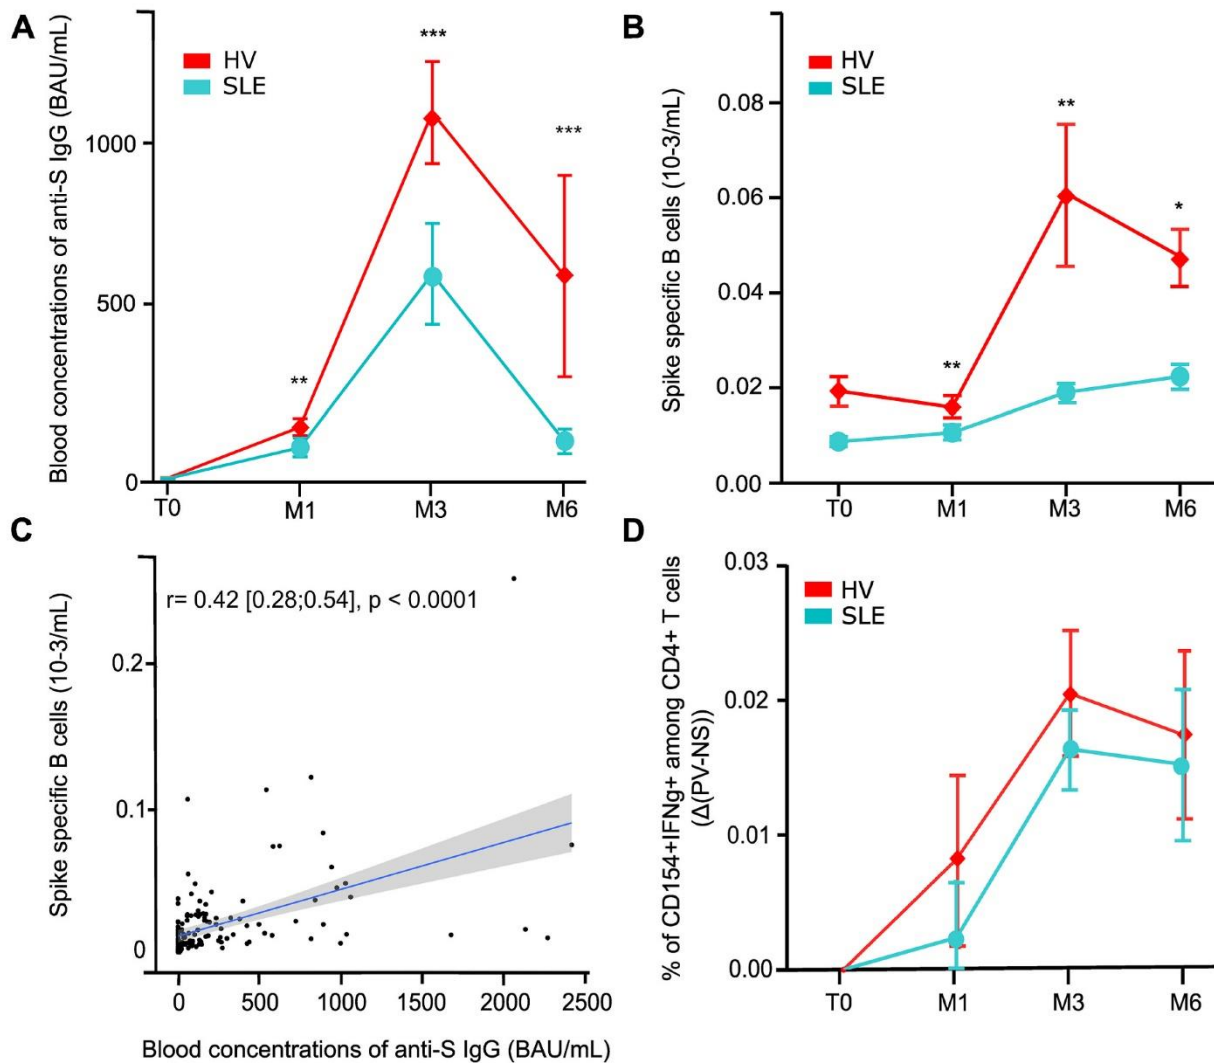 A
Blood concentrations of anti-S IgG (BAU/mL)
HV
SLE
***
***
**
1000
500
0
T0
M1
M3
M6
B
Spike specific B cells (10-3/mL)
HV
SLE
**
*
**
0.08
0.06
0.04
0.02
0.00
T0
M1
M3
M6
C
Spike specific B cells (10-3/mL)
r= 0.42 [0.28;0.54], p < 0.0001
0.2
0.1
0
0
500
1000
1500
2000
2500
Blood concentrations of anti-S IgG (BAU/mL)
D
% of CD154+IFNg+ among CD4+ T cells
(Δ(PV-NS))
HV
SLE
0.03
0.02
0.01
0.00
T0
M1
M3
M6